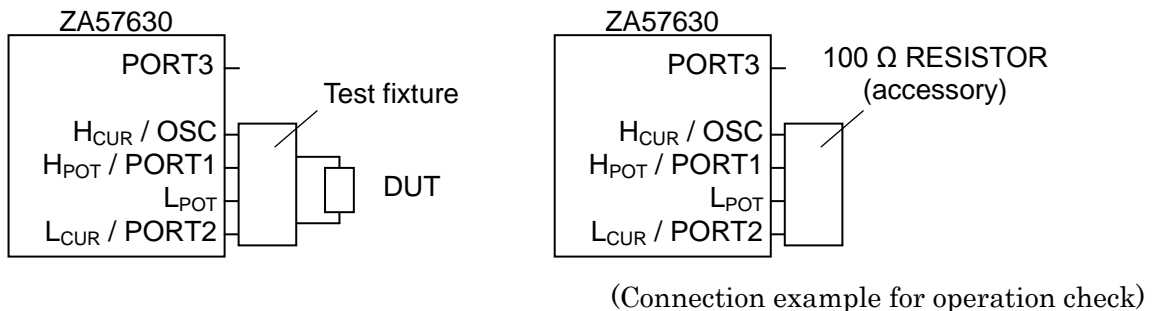 ZA57630
PORT3
Test fixture
HCUR / OSC
HPOT / PORT1
LPOT
LCUR / PORT2
DUT
ZA57630
PORT3
100 Ω RESISTOR
(accessory)
HCUR / OSC
HPOT / PORT1
LPOT
LCUR / PORT2
(Connection example for operation check)